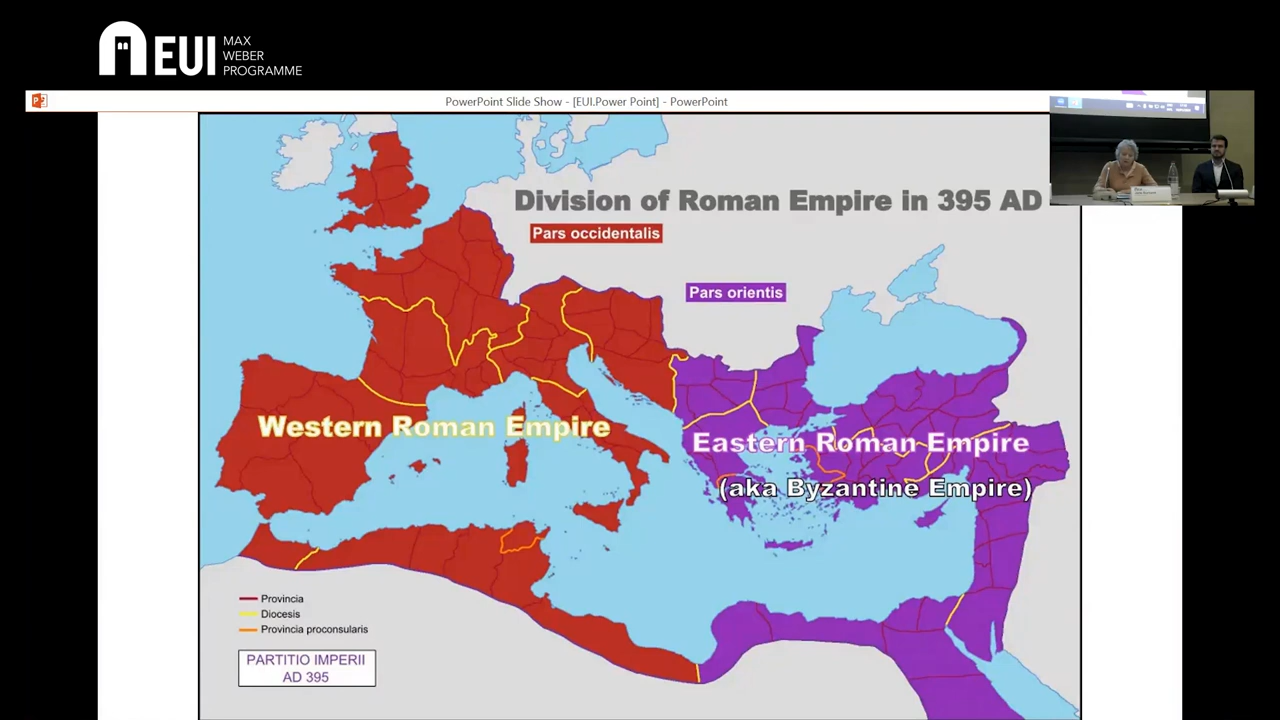 EUI
MAX
WEBER
PROGRAMME
PowerPoint Slide Show - [EUI.Power Point] - PowerPoint
Division of Roman Empire in 395 AD
Pars occidentalis
Pars orientis
Western Roman Empire
Eastern Roman Empire
(aka Byzantine Empire)
Provincia
Diocesis
Provincia proconsularis
PARTITIO IMPERII
AD 395